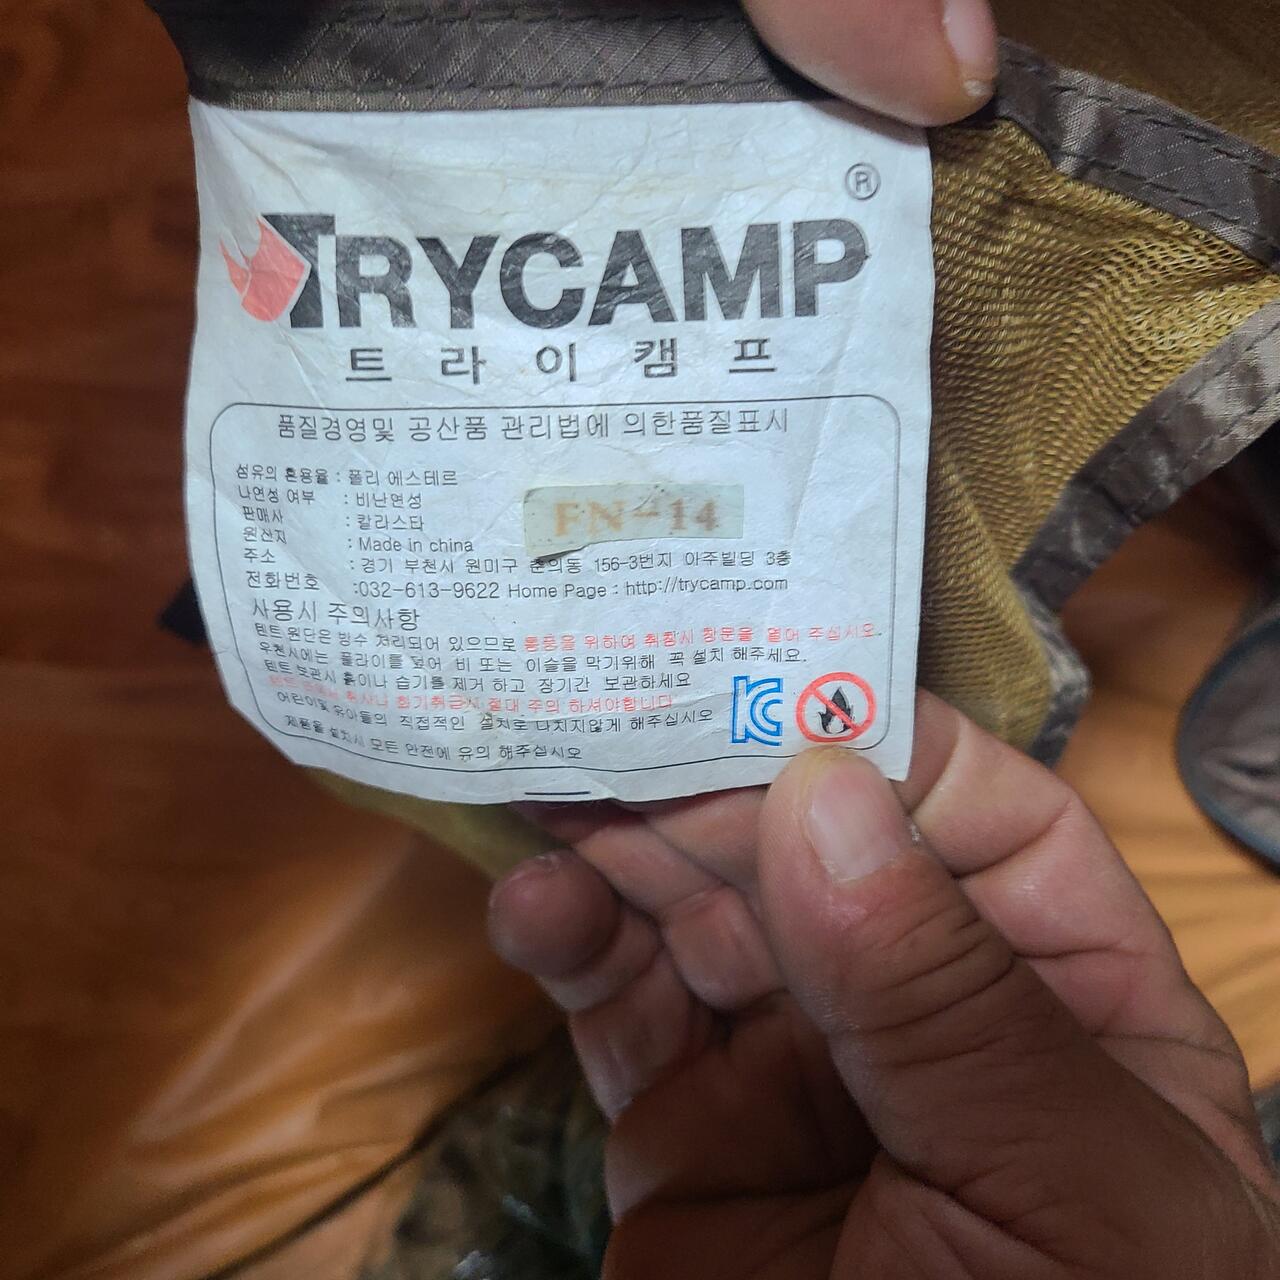 ®
TRYCAMP
트라이캠프
품질경영및 공산품 관리법에 의한품질표시
섬유의 혼용율 : 폴리 에스테르
나연성 여부 : 비난연성
FN-14
판매사 : 칼라스타
원산지 : Made in china
주소 : 경기 부천시 원미구 춘의동 156-3번지 아주빌딩 3층
전화번호 :032-613-9622 Home Page : http://trycamp.com
사용시 주의사항
텐트 원단은 방수 처리되어 있으므로 통풍을 위하여 취침시 창문을 열어 주십시오.
우천시에는 플라이를 덮어 비 또는 이슬을 막기위해 꼭 설치 해주세요.
텐트 보관시 흙이나 습기를 제거 하고 장기간 보관하세요
텐트 취사나 화기취급시 절대 주의 하셔야합니다
어린이및 유아들의 직접적인 설치로 다치지않게 해주십시오
제품을 설치시 모든 안전에 유의 해주십시오